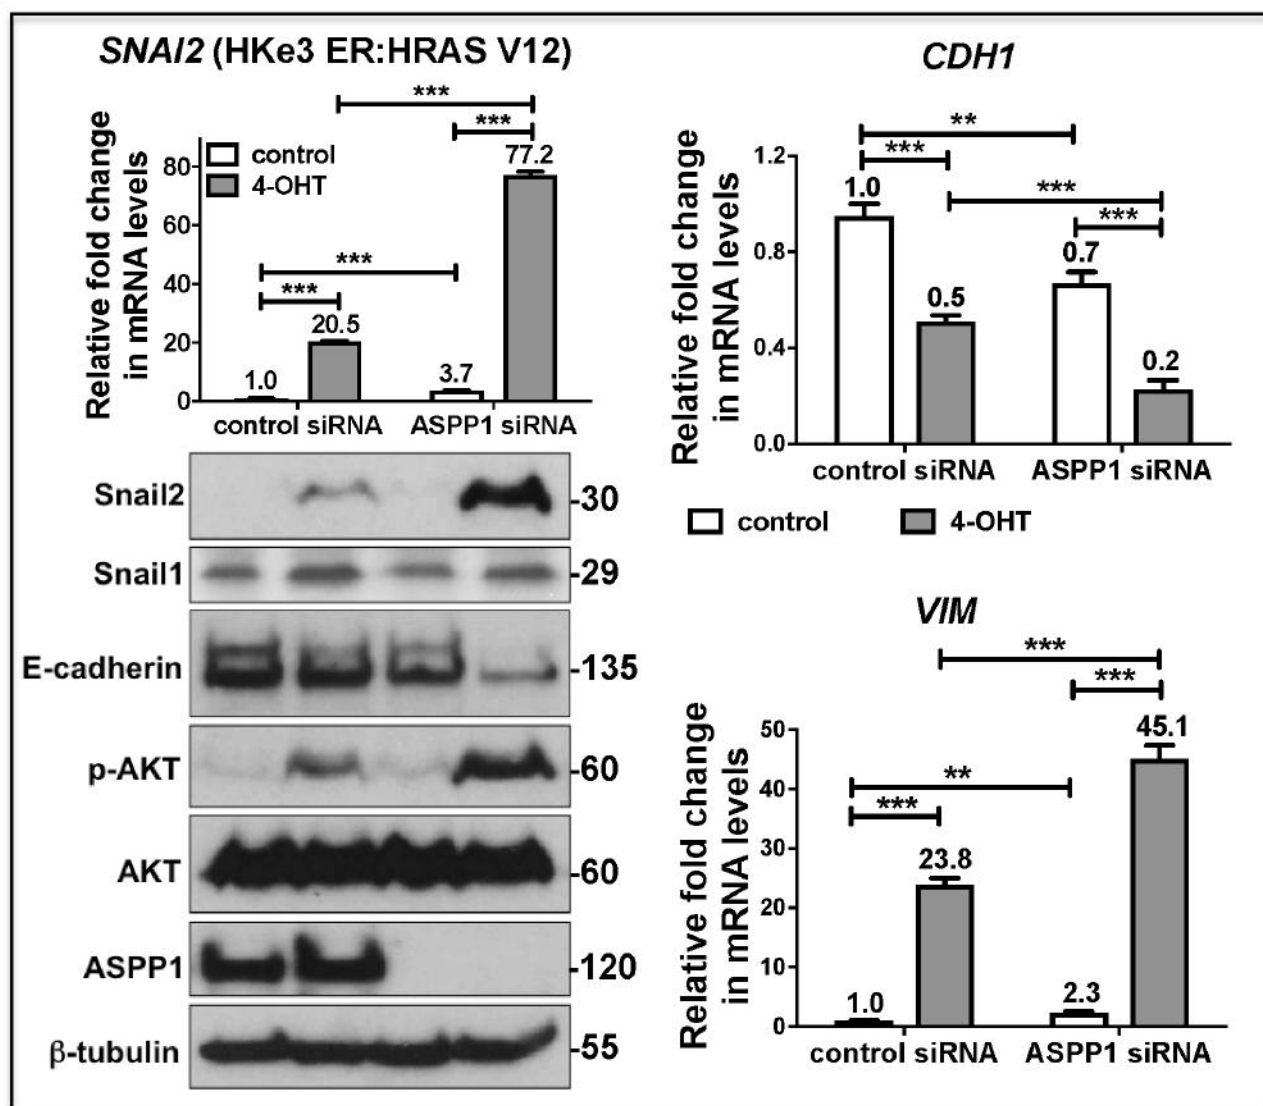 SNAI2 (HKe3 ER:HRAS V12)
Relative fold change
in mRNA levels
80
60
40
20
0
control
4-OHT
***
***
***
***
1.0
20.5
3.7
77.2
control siRNA
ASPP1 siRNA
Snail2
-30
Snail1
-29
E-cadherin
-135
p-AKT
-60
AKT
-60
ASPP1
-120
β-tubulin
-55
CDH1
Relative fold change
in mRNA levels
1.2
0.8
0.4
0.0
**
***
***
***
1.0
0.5
0.7
0.2
control siRNA
ASPP1 siRNA
control
4-OHT
VIM
Relative fold change
in mRNA levels
50
40
30
20
10
0
***
***
**
***
1.0
23.8
2.3
45.1
control siRNA
ASPP1 siRNA